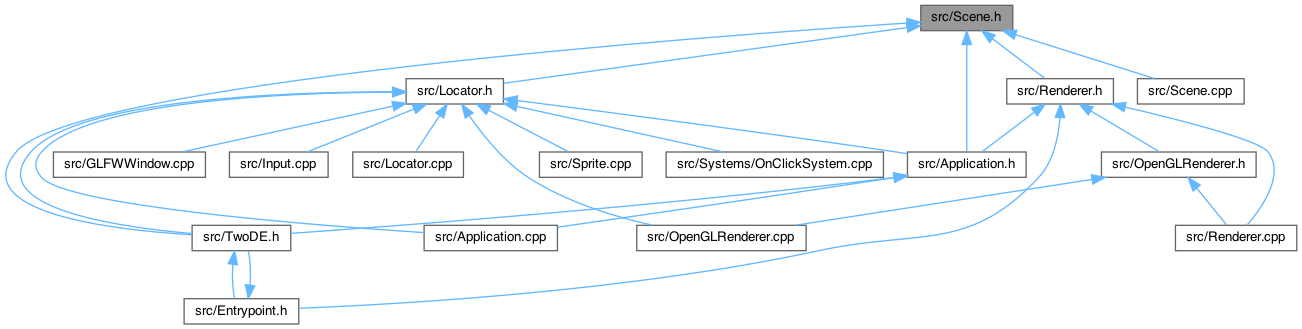 src/Scene.h
src/Locator.h
src/Renderer.h
src/Scene.cpp
src/GLFWWindow.cpp
src/Input.cpp
src/Locator.cpp
src/Sprite.cpp
src/Systems/OnClickSystem.cpp
src/Application.h
src/OpenGLRenderer.h
src/TwoDE.h
src/Application.cpp
src/OpenGLRenderer.cpp
src/Renderer.cpp
src/Entrypoint.h